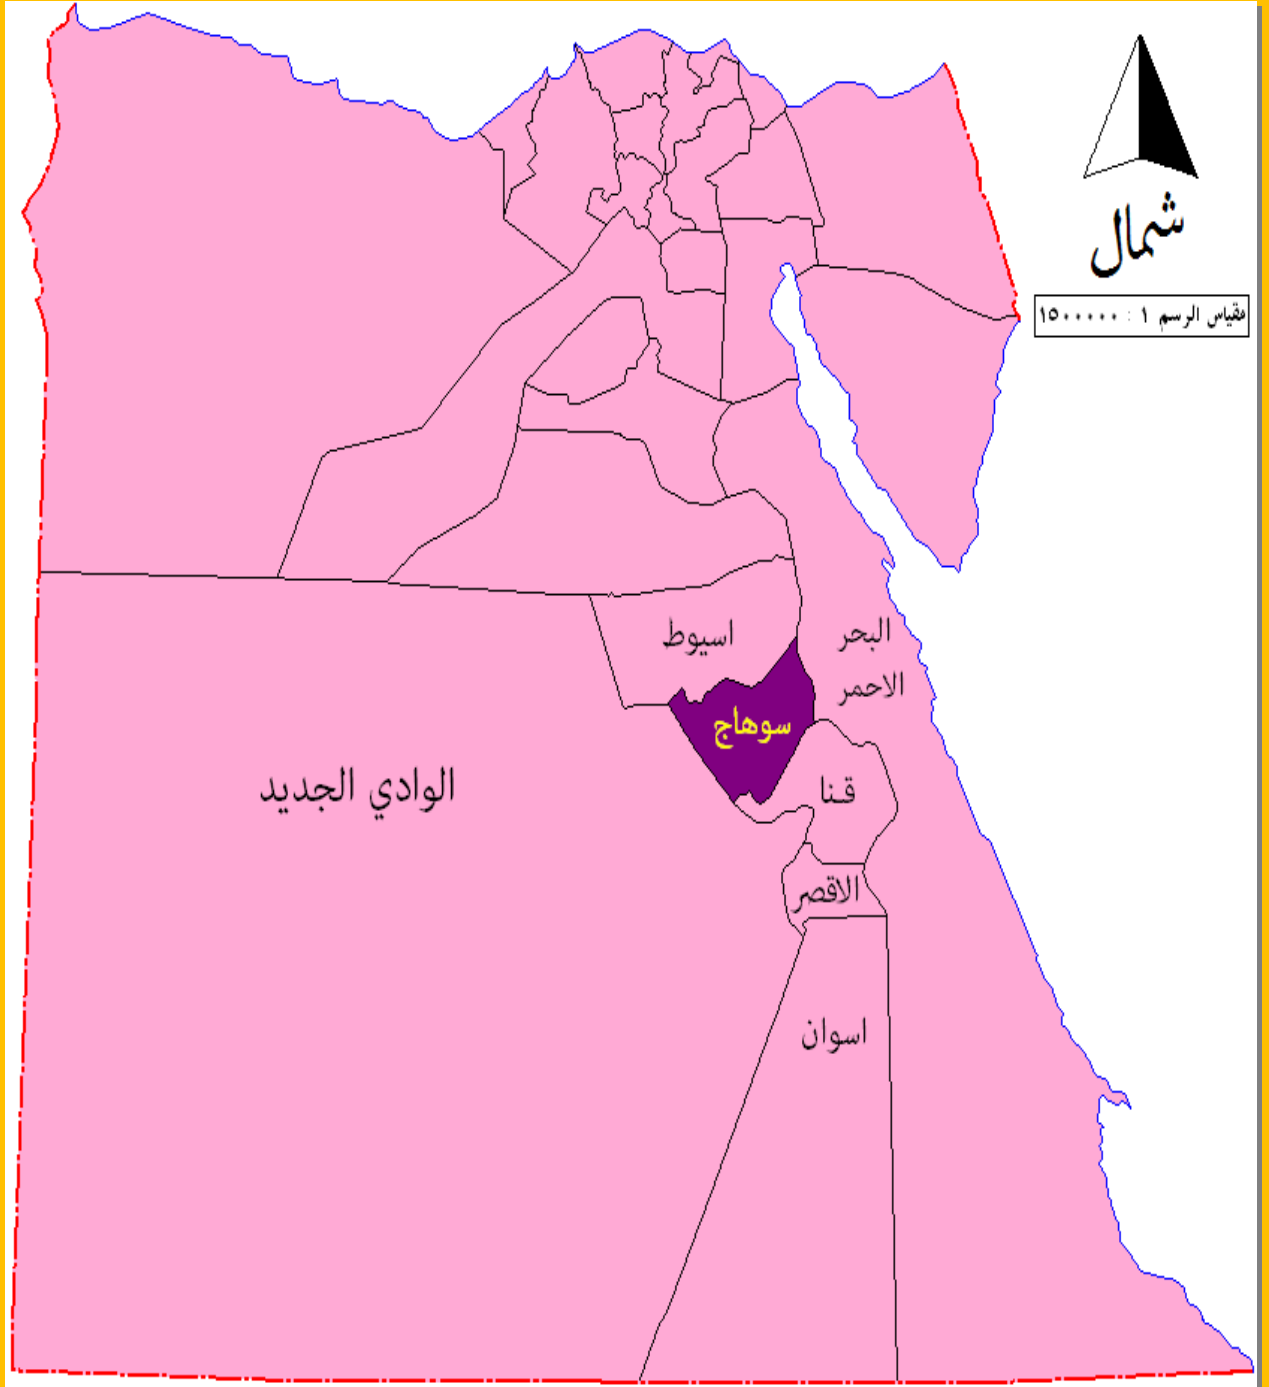 شمال
مقياس الرسم ١ : ١٥٠٠٠٠٠
اسيوط
البحر
الاحمر
سوهاج
الوادي الجديد
قنا
الاقصر
اسوان